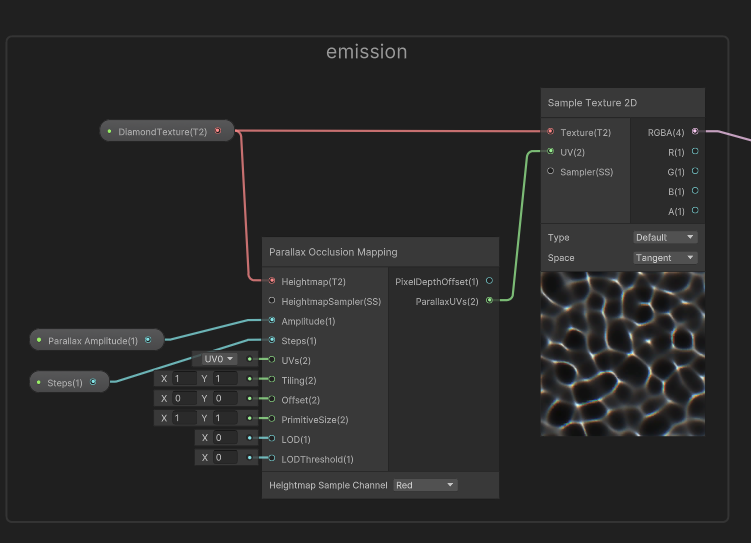 emission
Sample Texture 2D
DiamondTexture(T2)
Texture(T2) RGBA(4)
UV(2) R(1)
Sampler(SS) G(1)
B(1)
A(1)
Type Default
Space Tangent
Parallax Occlusion Mapping
Heightmap(T2) PixelDepthOffset(1)
HeightmapSampler(SS) ParallaxUVs(2)
Amplitude(1)
Parallax Amplitude(1)
Steps(1)
UV0 UVs(2)
Steps(1)
X 1 Y 1 Tiling(2)
X 0 Y 0 Offset(2)
X 1 Y 1 PrimitiveSize(2)
X 0 LOD(1)
X 0 LODThreshold(1)
Heightmap Sample Channel Red